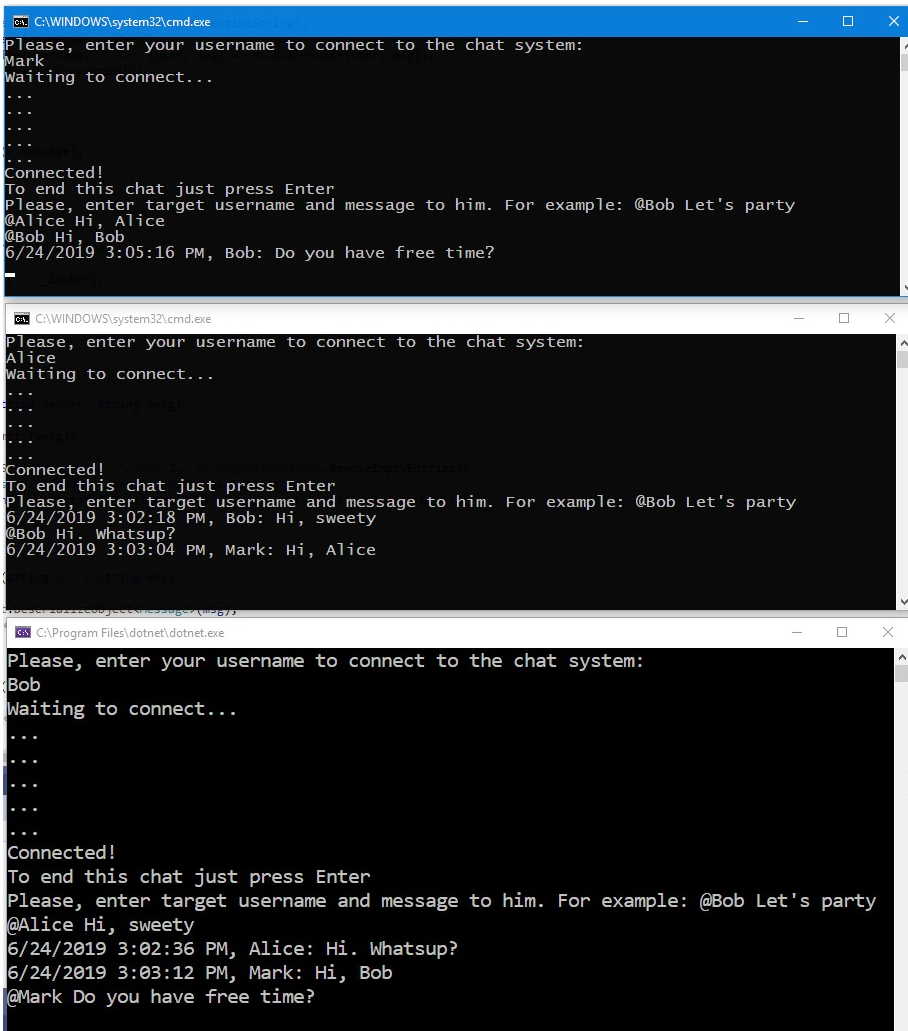 C:\WINDOWS\system32\cmd.exe
Please, enter your username to connect to the chat system:
Mark
Waiting to connect...
...
...
...
...
...
Connected!
To end this chat just press Enter
Please, enter target username and message to him. For example: @Bob Let's party
@Alice Hi, Alice
@Bob Hi, Bob
6/24/2019 3:05:16 PM, Bob: Do you have free time?
C:\WINDOWS\system32\cmd.exe
Please, enter your username to connect to the chat system:
Alice
Waiting to connect...
...
...
...
...
...
Connected!
To end this chat just press Enter
Please, enter target username and message to him. For example: @Bob Let's party
6/24/2019 3:02:18 PM, Bob: Hi, sweety
@Bob Hi. Whatsup?
6/24/2019 3:03:04 PM, Mark: Hi, Alice
C:\Program Files\dotnet\dotnet.exe
Please, enter your username to connect to the chat system:
Bob
Waiting to connect...
...
...
...
...
...
Connected!
To end this chat just press Enter
Please, enter target username and message to him. For example: @Bob Let's party
@Alice Hi, sweety
6/24/2019 3:02:36 PM, Alice: Hi. Whatsup?
6/24/2019 3:03:12 PM, Mark: Hi, Bob
@Mark Do you have free time?